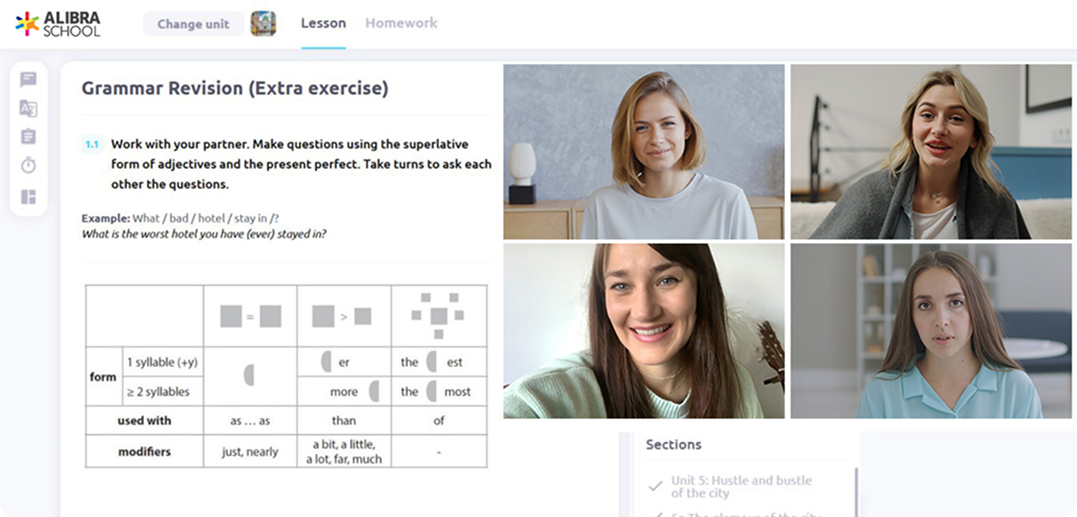 ALIBRA
SCHOOL
Change unit
Lesson
Homework
Grammar Revision (Extra exercise)
1.1 Work with your partner. Make questions using the superlative
form of adjectives and the present perfect. Take turns to ask each
other the questions.
Example: What / bad / hotel / stay in /?
What is the worst hotel you have (ever) stayed in?
=
>
form
1 syllable (+y)
er
the est
≥ 2 syllables
more
the most
used with
as … as
than
of
modifiers
just, nearly
a bit, a little,
a lot, far, much
-
Sections
Unit 5: Hustle and bustle
of the city